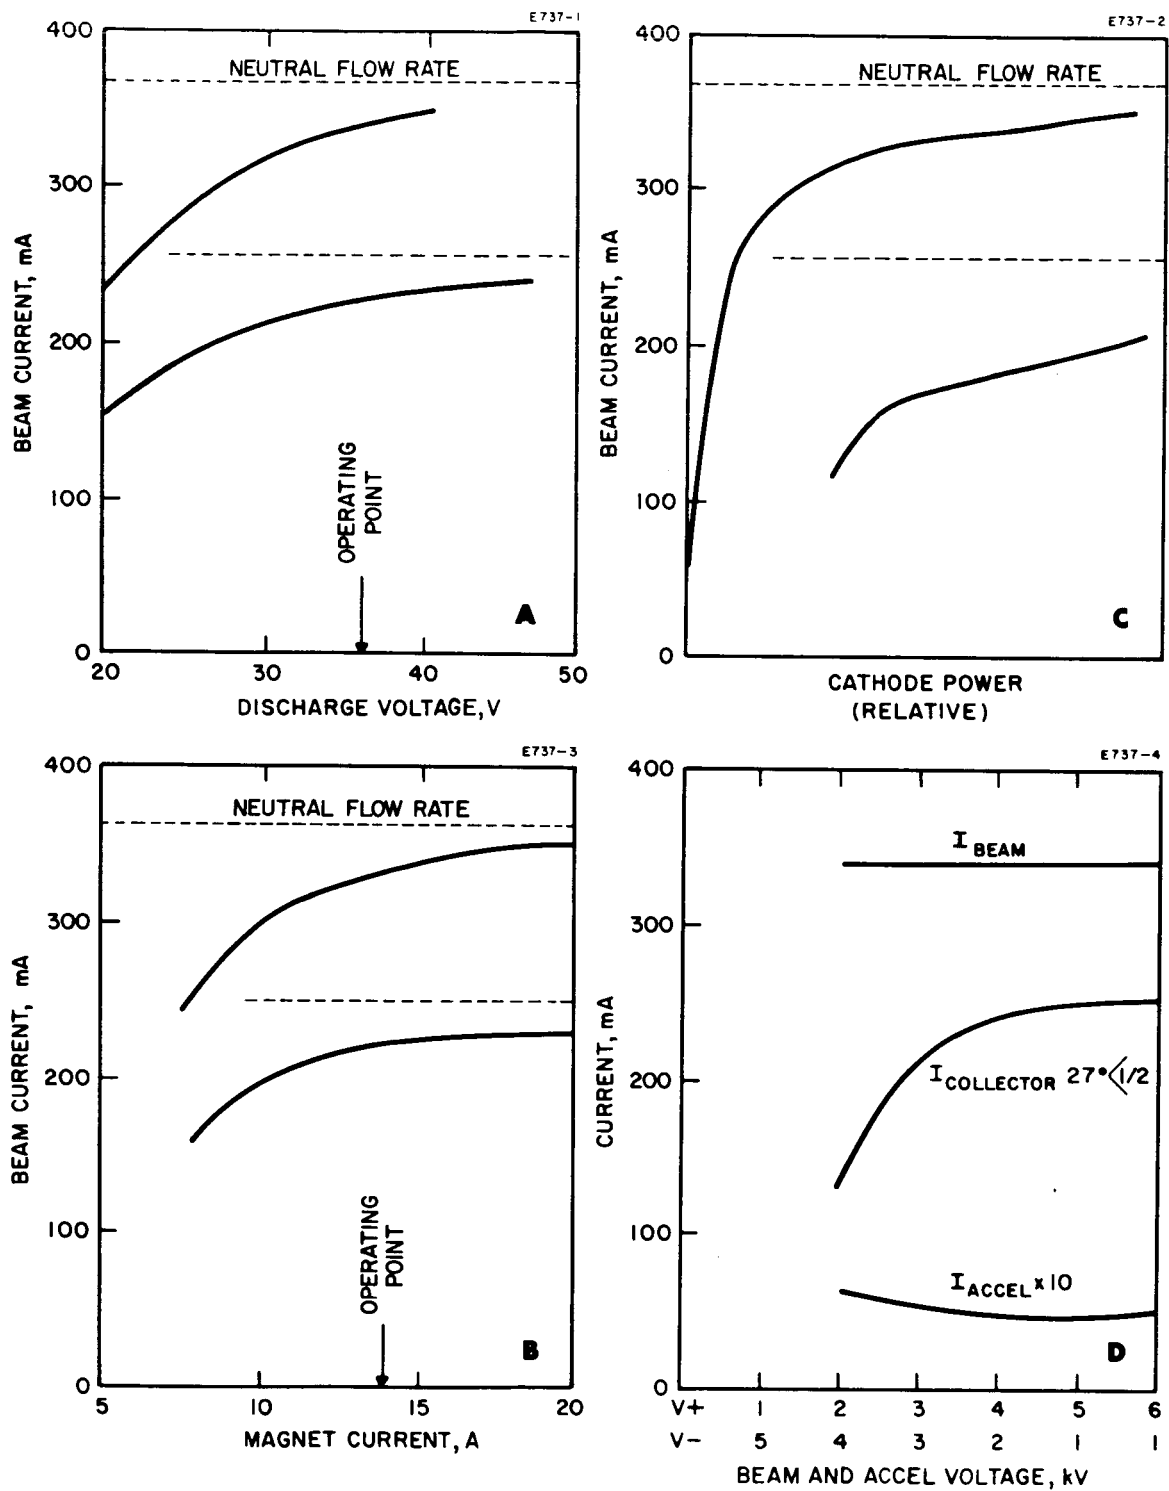 E737-1
400
300
200
100
0
BEAM CURRENT, mA
NEUTRAL FLOW RATE
OPERATING
POINT
A
20 30 40 50
DISCHARGE VOLTAGE, V
E737-2
400
300
200
100
0
BEAM CURRENT, mA
NEUTRAL FLOW RATE
C
CATHODE POWER
(RELATIVE)
E737-3
400
300
200
100
0
BEAM CURRENT, mA
NEUTRAL FLOW RATE
OPERATING
POINT
B
5 10 15 20
MAGNET CURRENT, A
E737-4
400
300
200
100
0
CURRENT, mA
I BEAM
I COLLECTOR 27° <1/2
I ACCEL x 10
D
V+ 1 2 3 4 5 6
V- 5 4 3 2 1 1
BEAM AND ACCEL VOLTAGE, kV